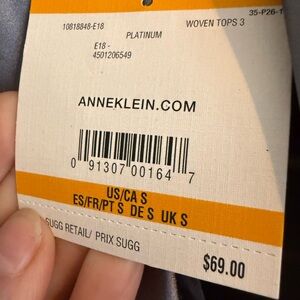 35-P26-1
10818848-E18
WOVEN TOPS 3
PLATINUM
E18 -
4501206549
ANNEKLEIN.COM
0 91307 00164 7
US/CA S
ES/FR/PT S DE S UK S
SUGG RETAIL/ PRIX SUGG
$69.00